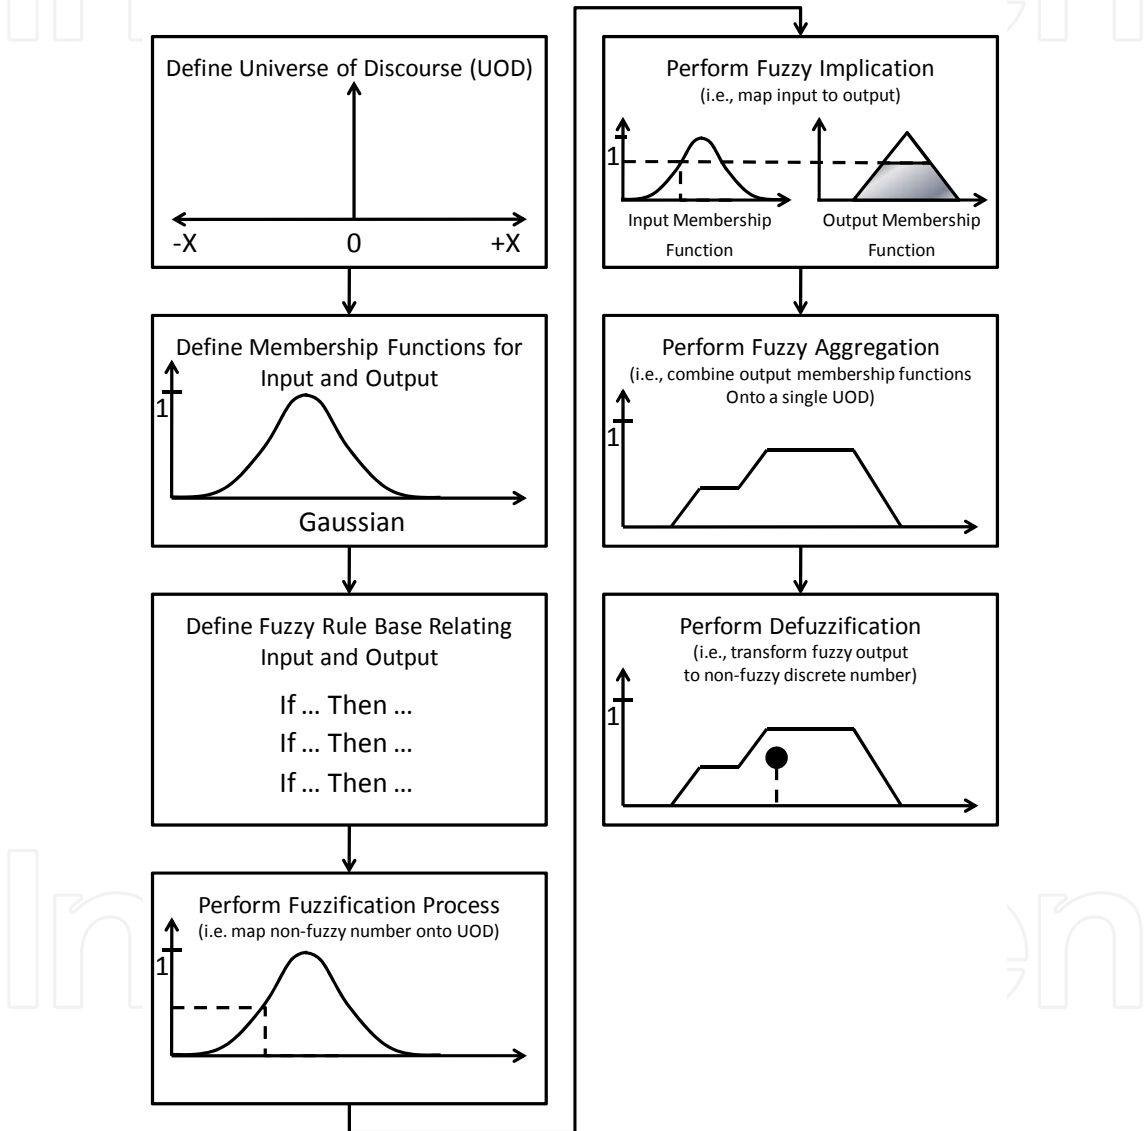 Define Universe of Discourse (UOD)
-X 0 +X
Define Membership Functions for
Input and Output
1
Gaussian
Define Fuzzy Rule Base Relating
Input and Output
If ... Then ...
If ... Then ...
If ... Then ...
Perform Fuzzification Process
(i.e. map non-fuzzy number onto UOD)
1
Perform Fuzzy Implication
(i.e., map input to output)
1
Input Membership
Function
Output Membership
Function
Perform Fuzzy Aggregation
(i.e., combine output membership functions
Onto a single UOD)
1
Perform Defuzzification
(i.e., transform fuzzy output
to non-fuzzy discrete number)
1